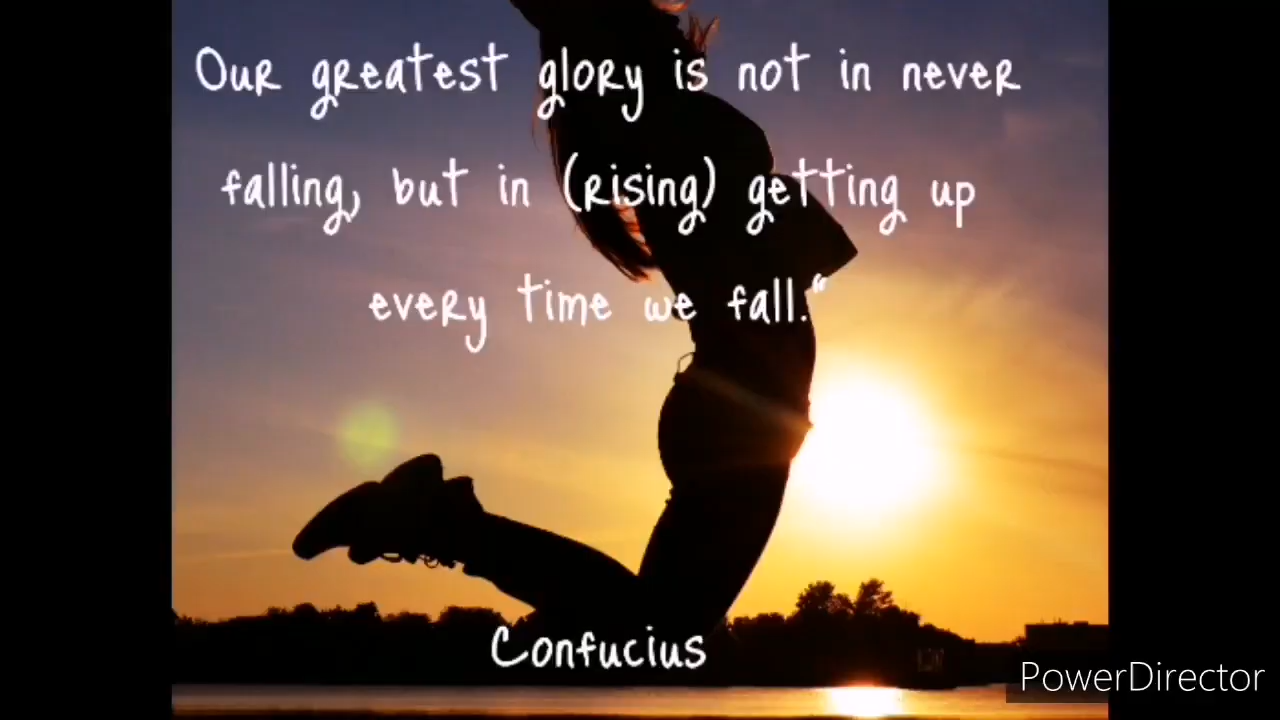 Our greatest glory is not in never
falling, but in (rising) getting up
every time we fall.“
Confucius
PowerDirector